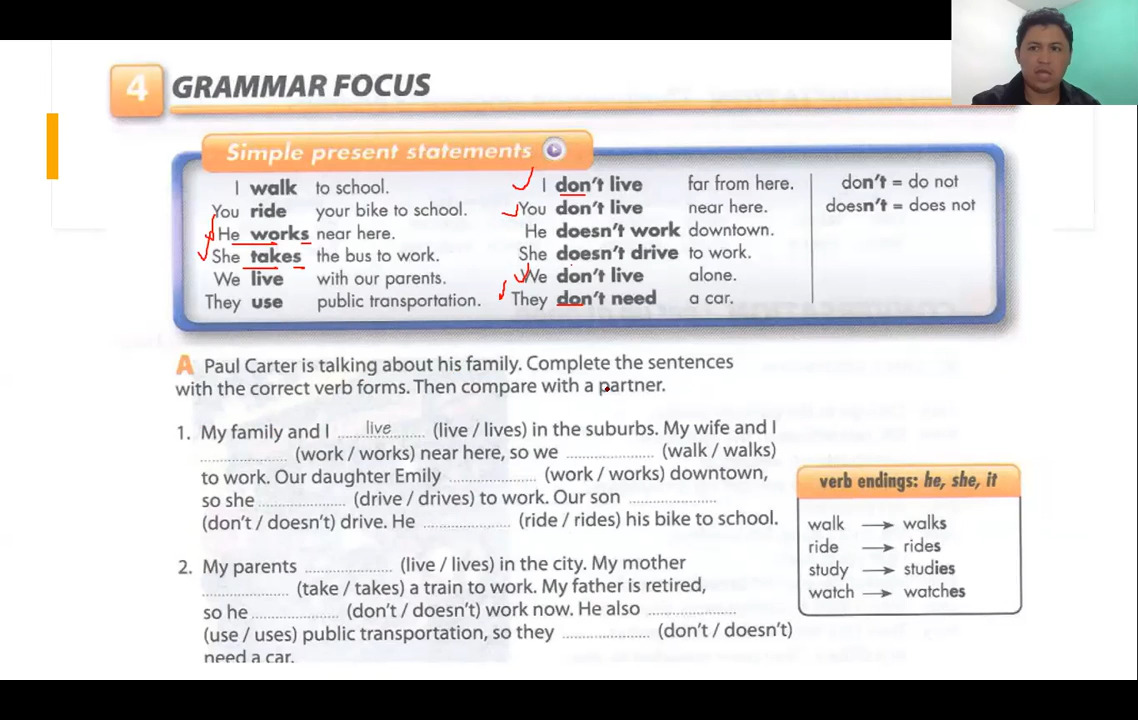 4 GRAMMAR FOCUS
Simple present statements
I walk to school.
You ride your bike to school.
He works near here.
She takes the bus to work.
We live with our parents.
They use public transportation.
I don't live far from here.
You don't live near here.
He doesn't work downtown.
She doesn't drive to work.
We don't live alone.
They don't need a car.
don't = do not
doesn't = does not
A Paul Carter is talking about his family. Complete the sentences
with the correct verb forms. Then compare with a partner.
1. My family and I ....live.... (live / lives) in the suburbs. My wife and I
.................... (work / works) near here, so we .................... (walk / walks)
to work. Our daughter Emily .................... (work / works) downtown,
so she .................... (drive / drives) to work. Our son ....................
(don't / doesn't) drive. He .................... (ride / rides) his bike to school.
2. My parents .................... (live / lives) in the city. My mother
.................... (take / takes) a train to work. My father is retired,
so he .................... (don't / doesn't) work now. He also ....................
(use / uses) public transportation, so they .................... (don't / doesn't)
need a car.
verb endings: he, she, it
walk → walks
ride → rides
study → studies
watch → watches